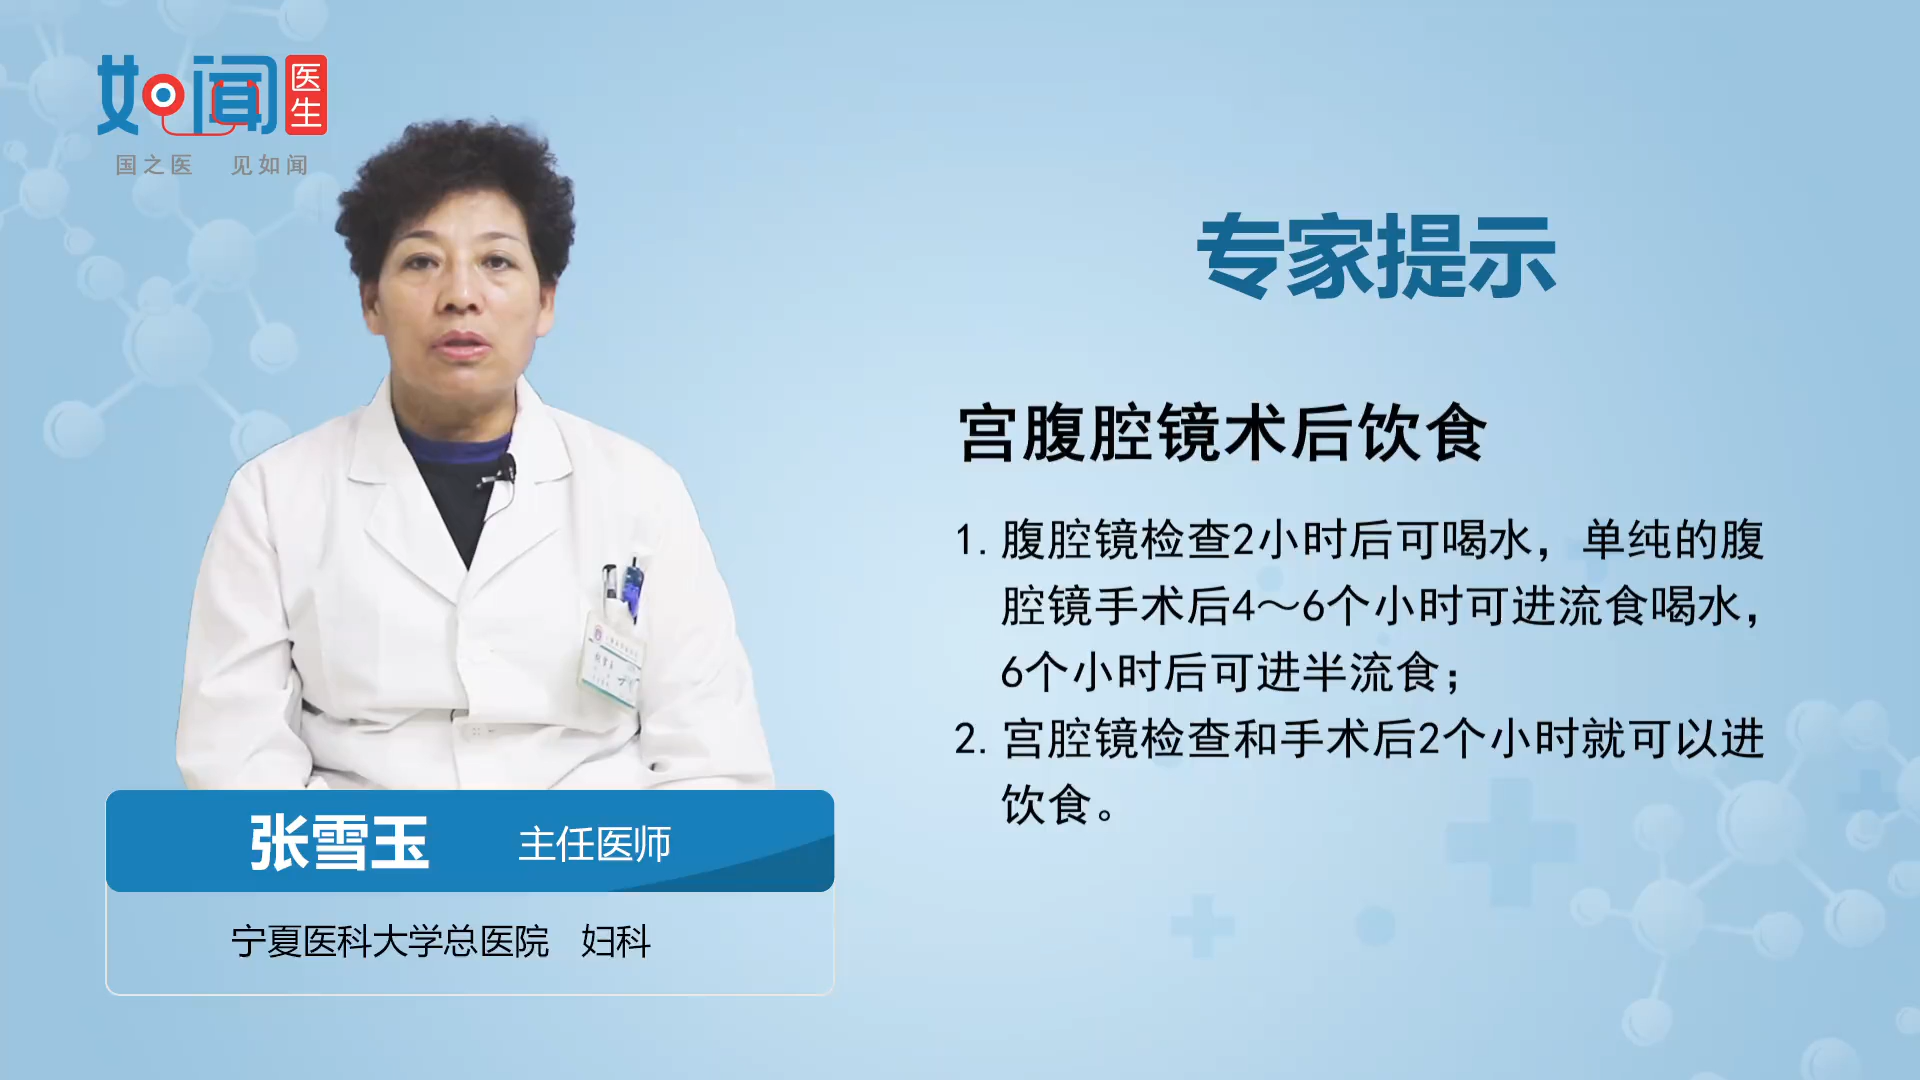 如闻医生
国之医 见如闻
专家提示
宫腹腔镜术后饮食
1. 腹腔镜检查2小时后可喝水，单纯的腹
腔镜手术后4～6个小时可进流食喝水，
6个小时后可进半流食；
2. 宫腔镜检查和手术后2个小时就可以进
饮食。
张雪玉 主任医师
宁夏医科大学总医院 妇科